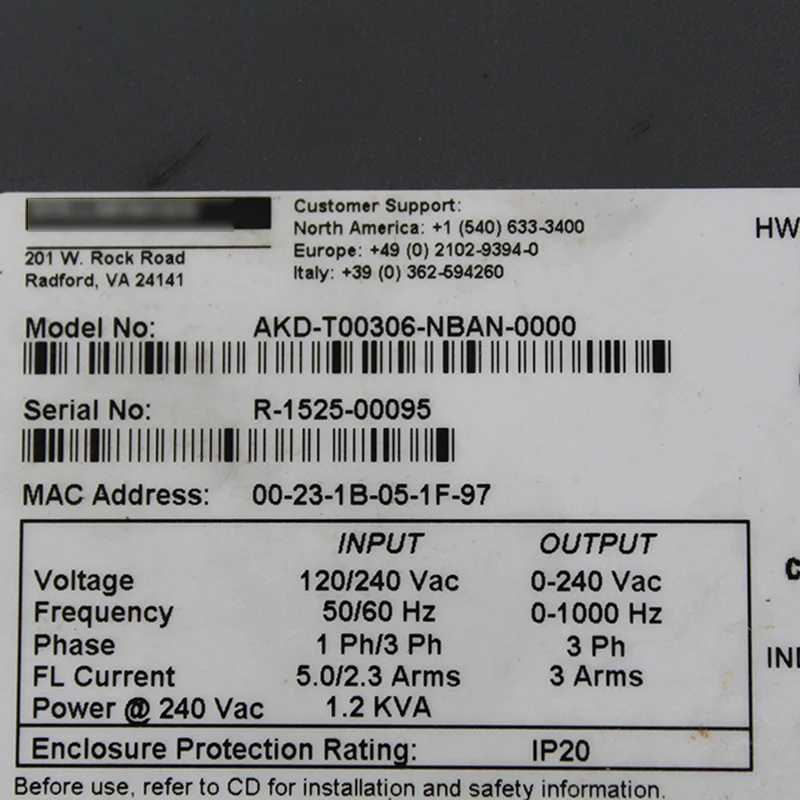 Customer Support:
North America: +1 (540) 633-3400
Europe: +49 (0) 2102-9394-0
Italy: +39 (0) 362-594260
201 W. Rock Road
Radford, VA 24141
HW
Model No: AKD-T00306-NBAN-0000
Serial No: R-1525-00095
MAC Address: 00-23-1B-05-1F-97
INPUT OUTPUT
Voltage 120/240 Vac 0-240 Vac
Frequency 50/60 Hz 0-1000 Hz
Phase 1 Ph/3 Ph 3 Ph
FL Current 5.0/2.3 Arms 3 Arms
Power @ 240 Vac 1.2 KVA
Enclosure Protection Rating: IP20
Before use, refer to CD for installation and safety information.